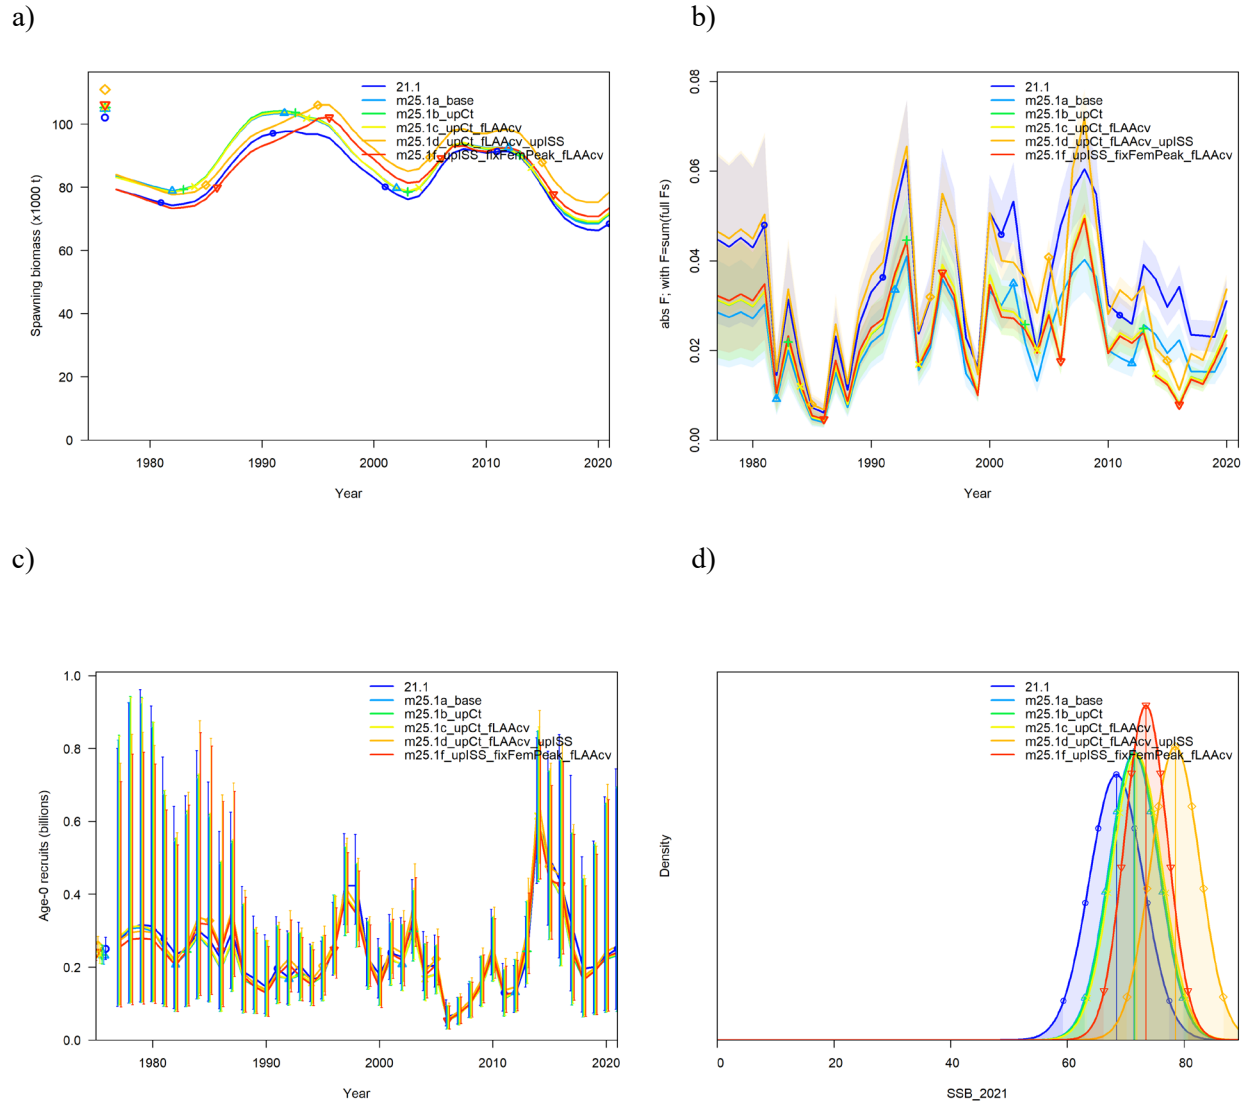 a)
Spawning biomass (x1000 t)
0
20
40
60
80
100
1980
1990
2000
2010
2020
Year
21.1
m25.1a_base
m25.1b_upCt
m25.1c_upCt_fLAAcv
m25.1d_upCt_fLAAcv_upISS
m25.1f_upISS_fixFemPeak_fLAAcv
b)
abs F; with F=sum(full Fs)
0.00
0.02
0.04
0.06
0.08
1980
1990
2000
2010
2020
Year
21.1
m25.1a_base
m25.1b_upCt
m25.1c_upCt_fLAAcv
m25.1d_upCt_fLAAcv_upISS
m25.1f_upISS_fixFemPeak_fLAAcv
c)
Age-0 recruits (billions)
0.0
0.2
0.4
0.6
0.8
1.0
1980
1990
2000
2010
2020
Year
21.1
m25.1a_base
m25.1b_upCt
m25.1c_upCt_fLAAcv
m25.1d_upCt_fLAAcv_upISS
m25.1f_upISS_fixFemPeak_fLAAcv
d)
Density
0
20
40
60
80
SSB_2021
21.1
m25.1a_base
m25.1b_upCt
m25.1c_upCt_fLAAcv
m25.1d_upCt_fLAAcv_upISS
m25.1f_upISS_fixFemPeak_fLAAcv